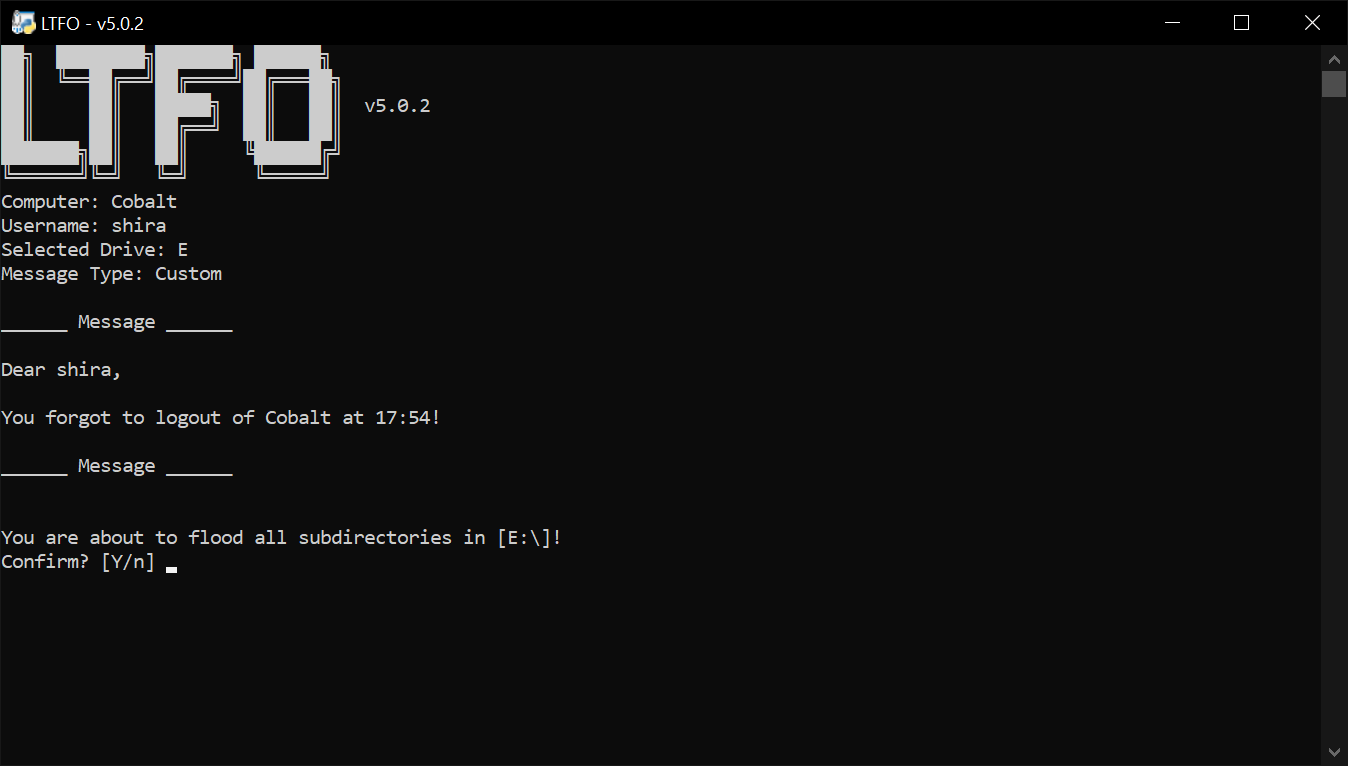 LTFO - v5.0.2
LTFO
v5.0.2
Computer: Cobalt
Username: shira
Selected Drive: E
Message Type: Custom
______ Message ______
Dear shira,
You forgot to logout of Cobalt at 17:54!
______ Message ______
You are about to flood all subdirectories in [E:\]!
Confirm? [Y/n]